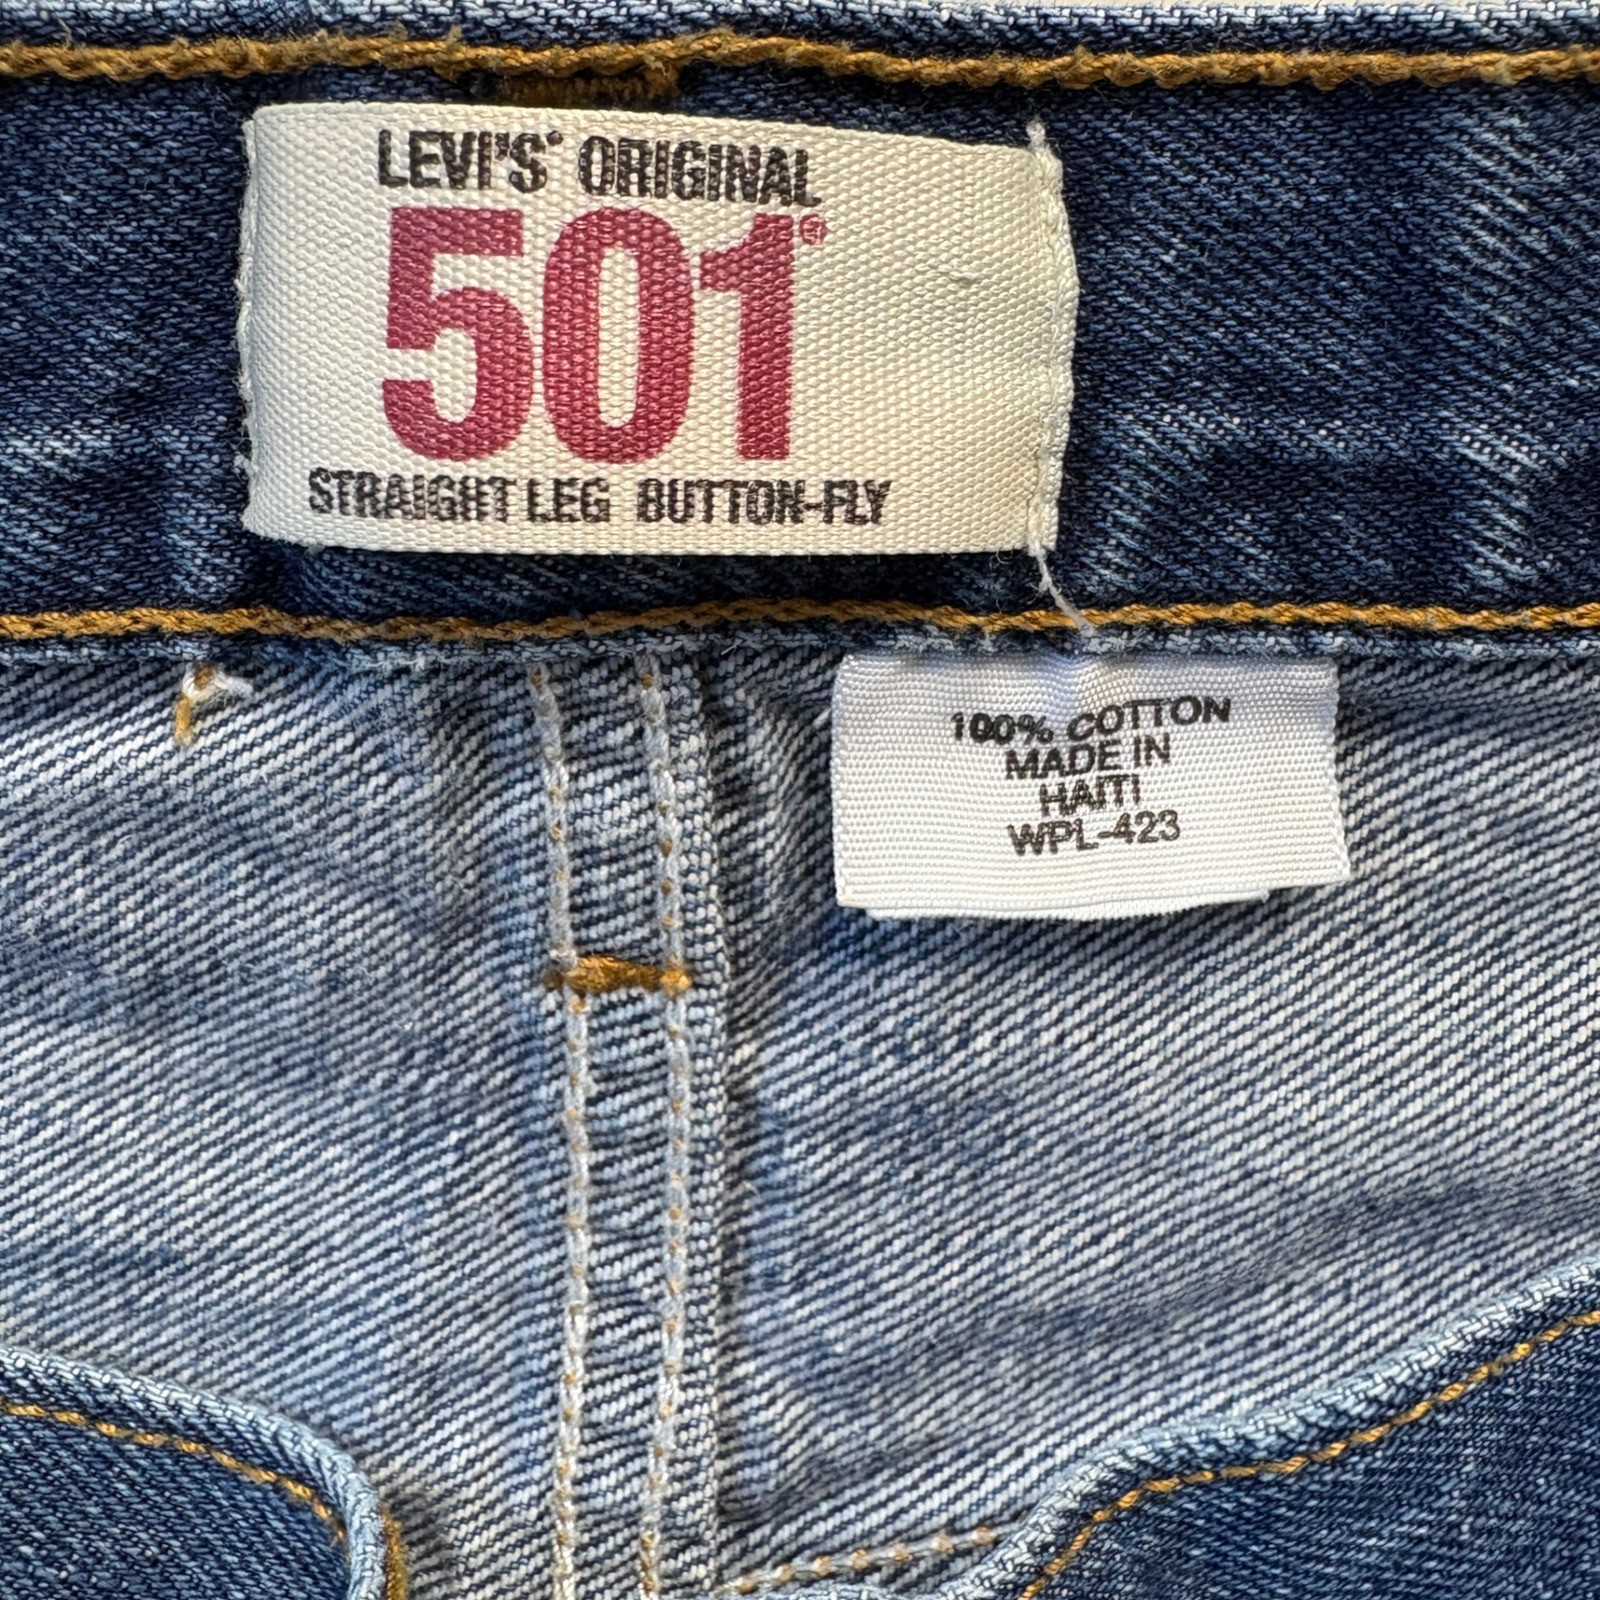 LEVI'S® ORIGINAL
501®
STRAIGHT LEG BUTTON-FLY
100% COTTON
MADE IN
HAITI
WPL-423